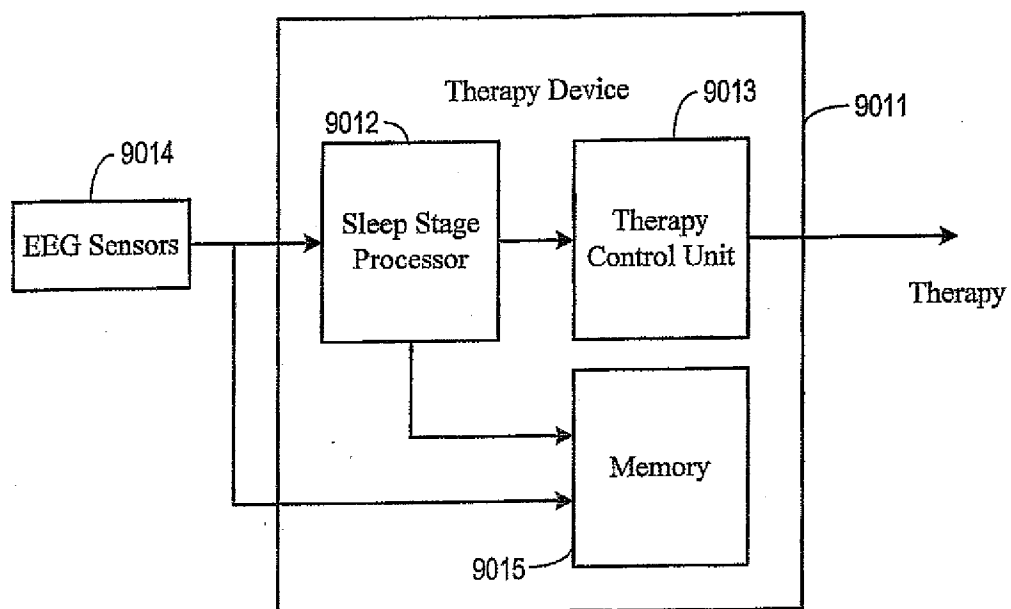 Therapy Device
9013
9011
9012
9014
EEG Sensors
Sleep Stage
Processor
Therapy
Control Unit
Therapy
Memory
9015